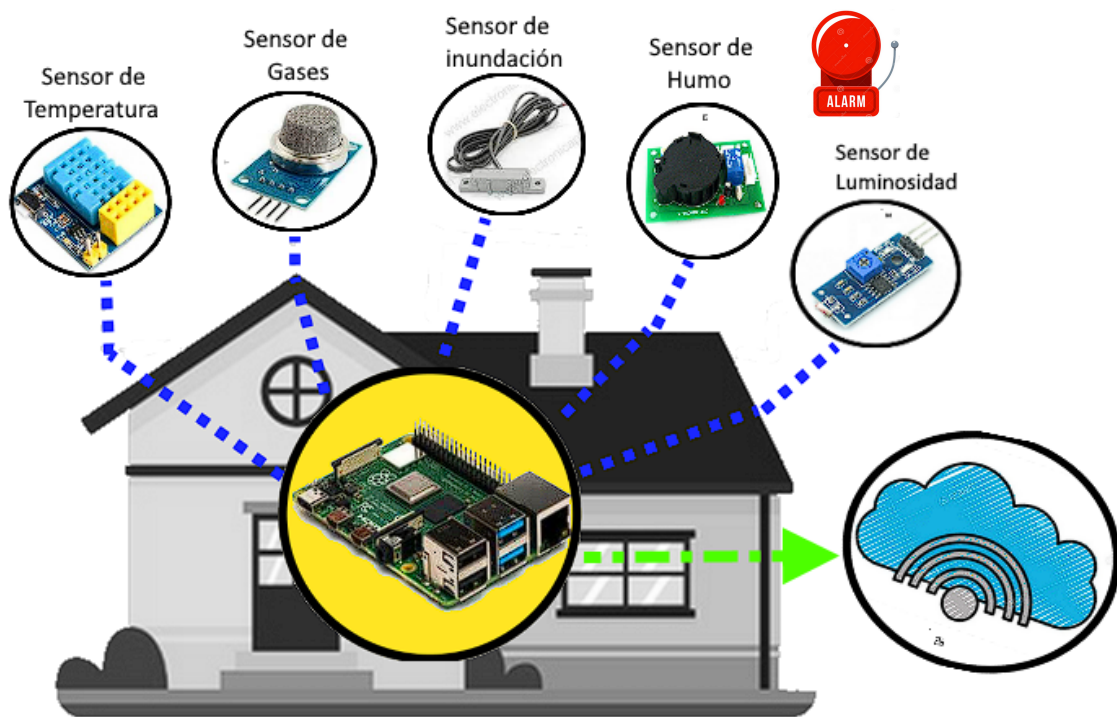 Sensor de
Temperatura
Sensor de
Gases
Sensor de
inundación
Sensor de
Humo
ALARM
Sensor de
Luminosidad